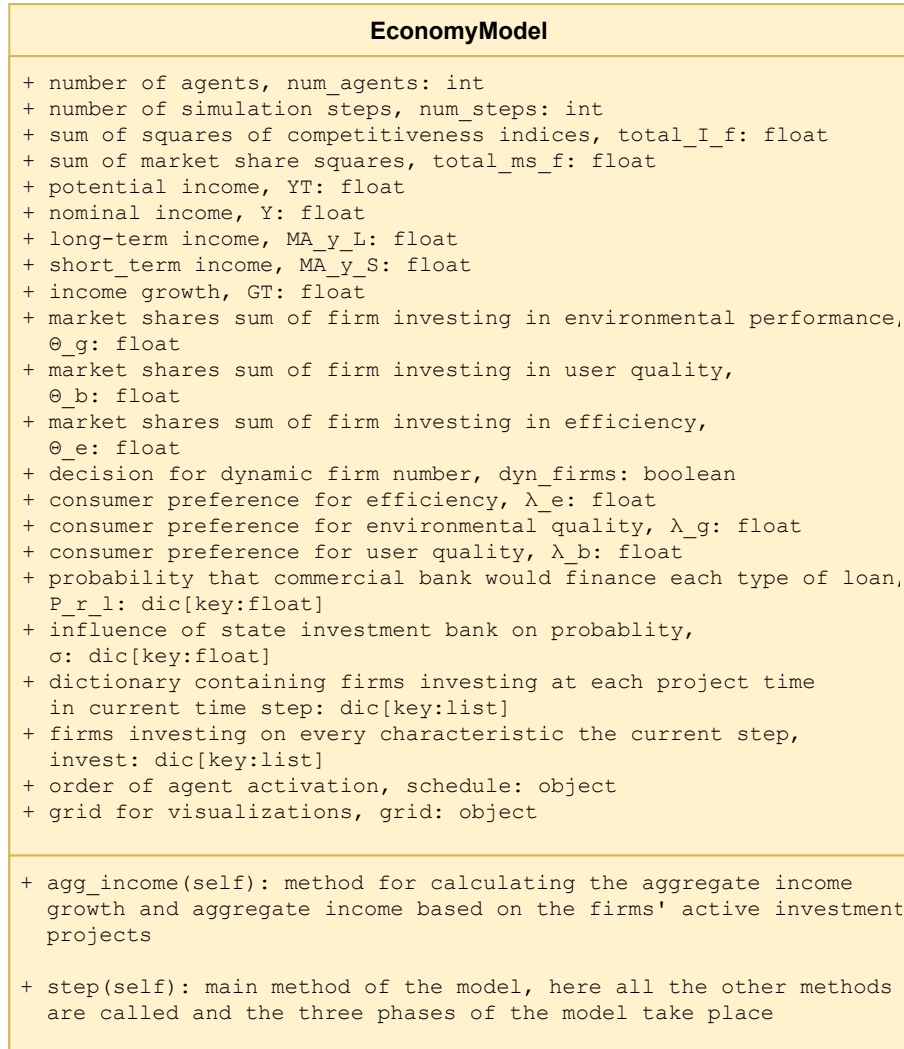 EconomyModel
+ number of agents, num_agents: int
+ number of simulation steps, num_steps: int
+ sum of squares of competitiveness indices, total_I_f: float
+ sum of market share squares, total_ms_f: float
+ potential income, YT: float
+ nominal income, Y: float
+ long-term income, MA_y_L: float
+ short_term income, MA_y_S: float
+ income growth, GT: float
+ market shares sum of firm investing in environmental performance,
Θ_g: float
+ market shares sum of firm investing in user quality,
Θ_b: float
+ market shares sum of firm investing in efficiency,
Θ_e: float
+ decision for dynamic firm number, dyn_firms: boolean
+ consumer preference for efficiency, λ_e: float
+ consumer preference for environmental quality, λ_g: float
+ consumer preference for user quality, λ_b: float
+ probability that commercial bank would finance each type of loan,
P_r_l: dic[key:float]
+ influence of state investment bank on probablity,
σ: dic[key:float]
+ dictionary containing firms investing at each project time
in current time step: dic[key:list]
+ firms investing on every characteristic the current step,
invest: dic[key:list]
+ order of agent activation, schedule: object
+ grid for visualizations, grid: object
+ agg_income(self): method for calculating the aggregate income
growth and aggregate income based on the firms' active investment
projects
+ step(self): main method of the model, here all the other methods
are called and the three phases of the model take place